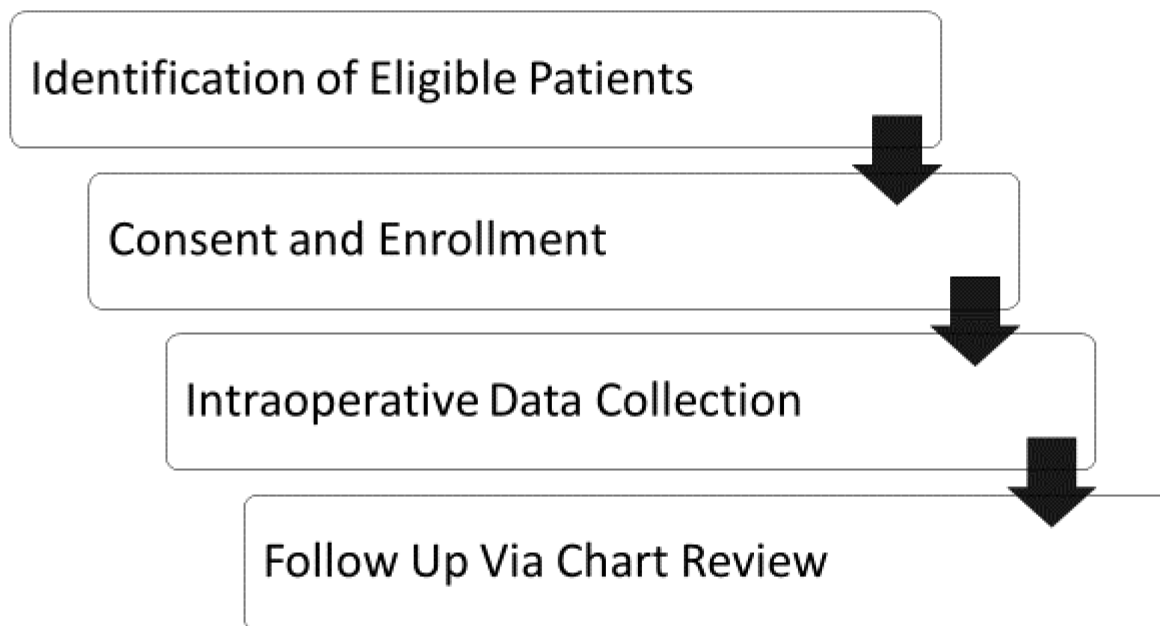 Identification of Eligible Patients
Consent and Enrollment
Intraoperative Data Collection
Follow Up Via Chart Review